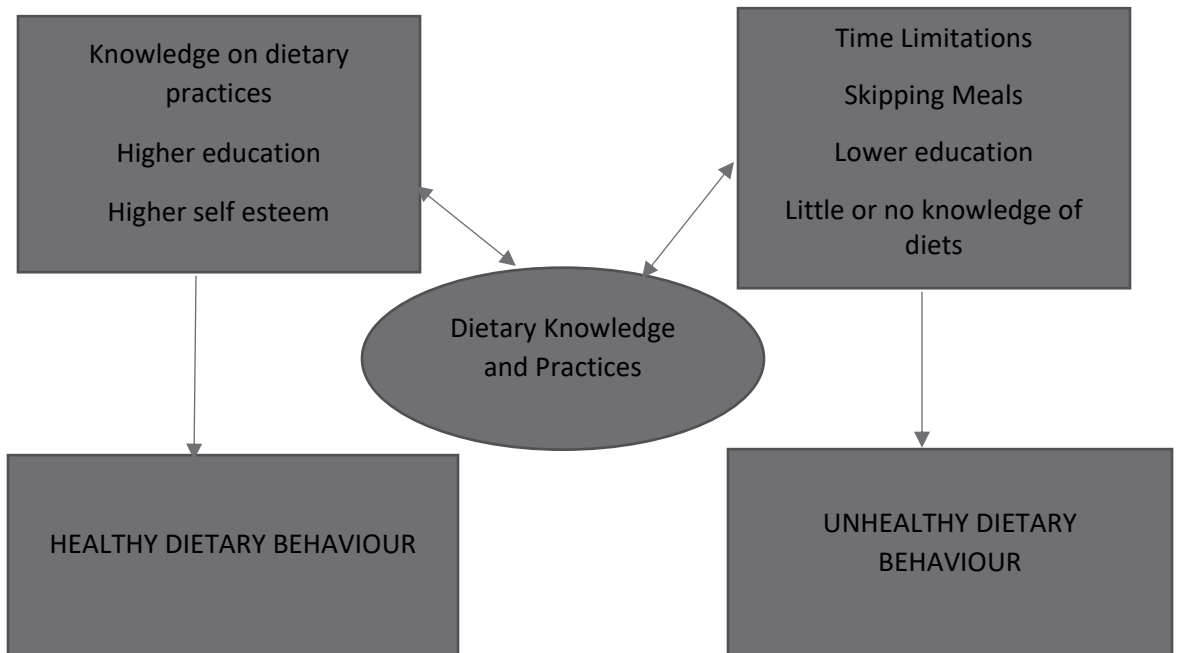 Knowledge on dietary
practices
Higher education
Higher self esteem
Time Limitations
Skipping Meals
Lower education
Little or no knowledge of
diets
Dietary Knowledge
and Practices
HEALTHY DIETARY BEHAVIOUR
UNHEALTHY DIETARY
BEHAVIOUR